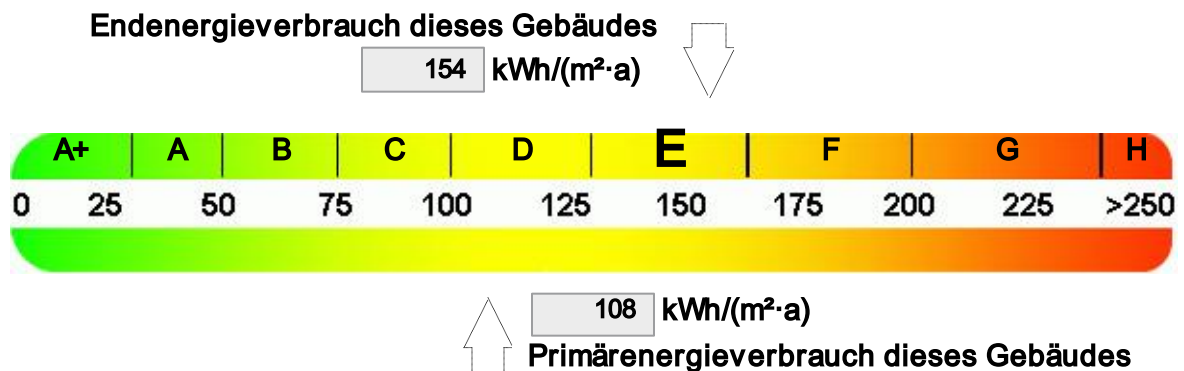 Endenergieverbrauch dieses Gebäudes
154 kWh/(m²·a)
A+ A B C D E F G H
0 25 50 75 100 125 150 175 200 225 >250
108 kWh/(m²·a)
Primärenergieverbrauch dieses Gebäudes